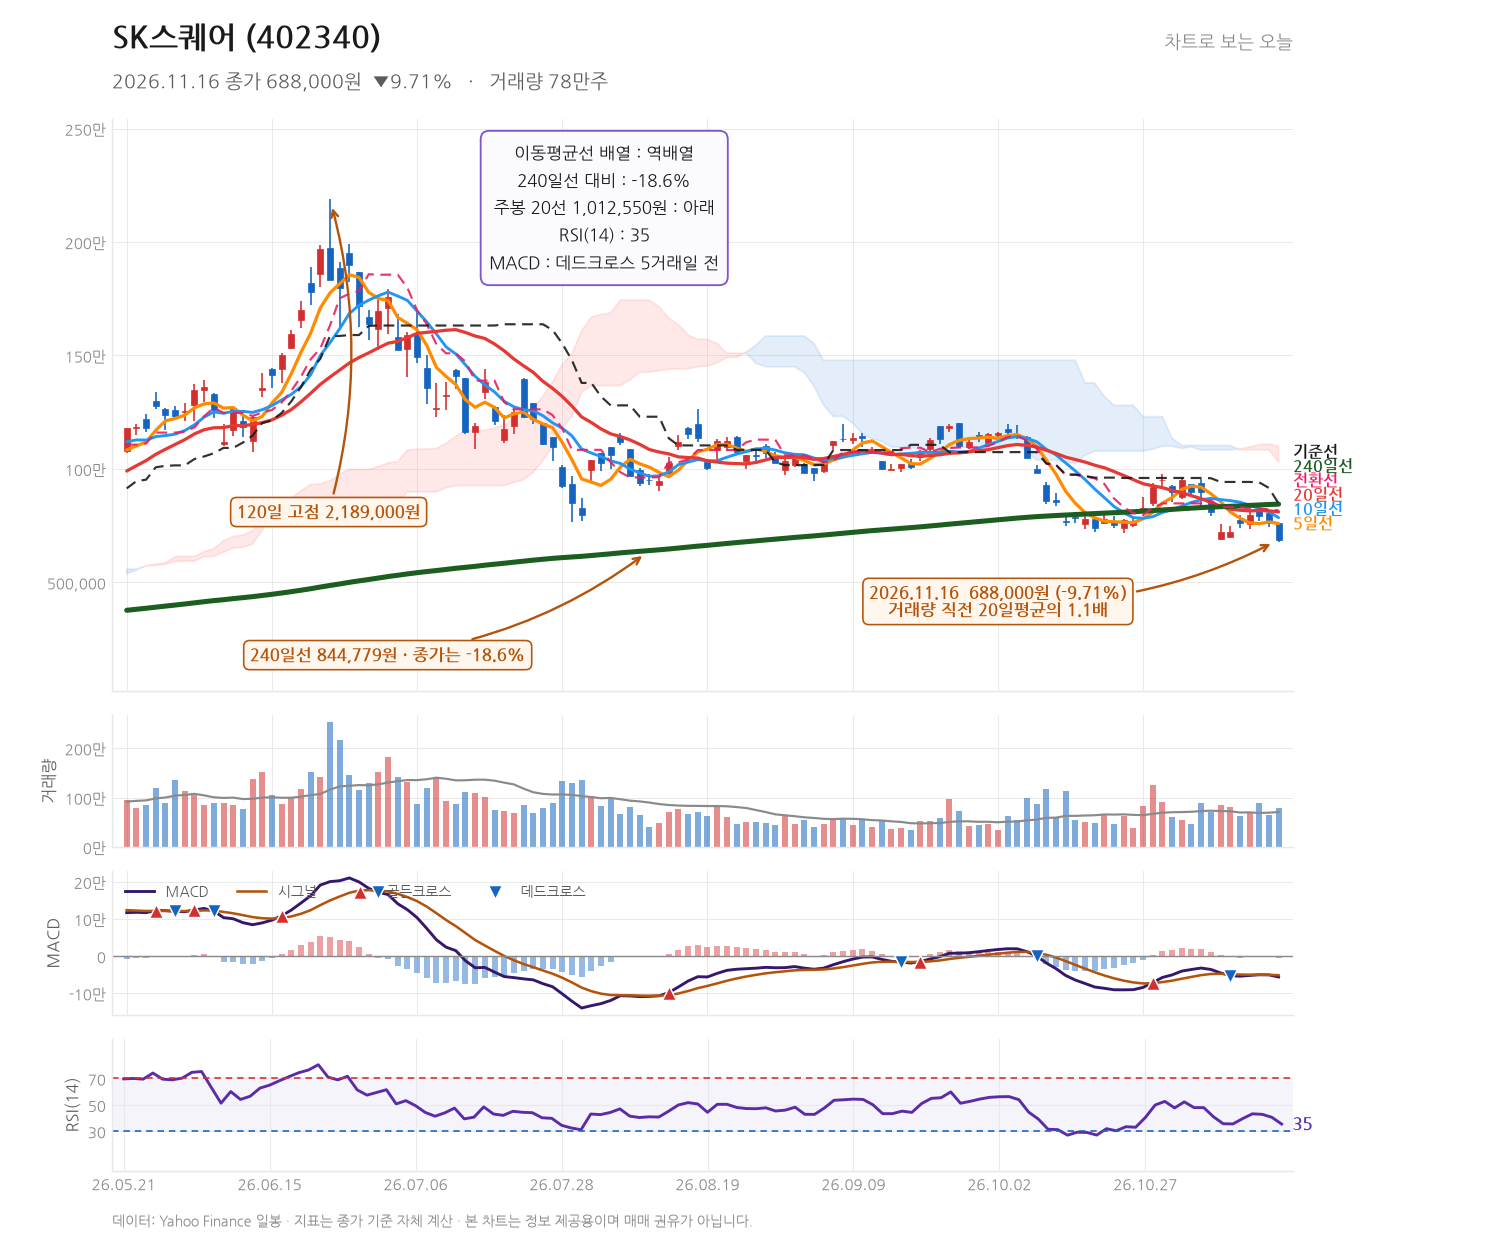 SK스퀘어 (402340)
차트로 보는 오늘
2026.11.16 종가 688,000원 ▼9.71% · 거래량 78만주
250만
200만
150만
100만
500,000
이동평균선 배열 : 역배열
240일선 대비 : -18.6%
주봉 20선 1,012,550원 : 아래
RSI(14) : 35
MACD : 데드크로스 5거래일 전
120일 고점 2,189,000원
240일선 844,779원 · 종가는 -18.6%
2026.11.16 688,000원 (-9.71%)
거래량 직전 20일평균의 1.1배
기준선
240일선
전환선
20일선
10일선
5일선
거래량
200만
100만
0만
MACD
20만
10만
0
-10만
MACD
시그널
골든크로스
데드크로스
RSI(14)
70
50
30
35
26.05.21
26.06.15
26.07.06
26.07.28
26.08.19
26.09.09
26.10.02
26.10.27
데이터: Yahoo Finance 일봉 · 지표는 종가 기준 자체 계산 · 본 차트는 정보 제공용이며 매매 권유가 아닙니다.